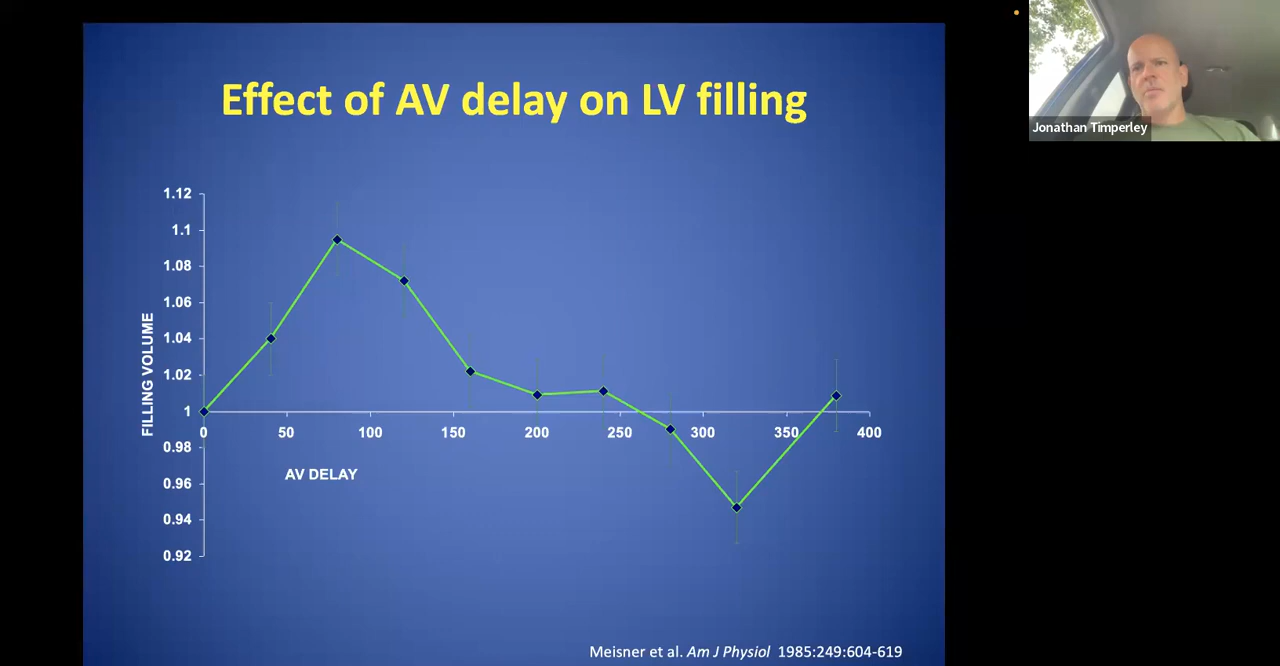 Effect of AV delay on LV filling
1.12
1.1
1.08
1.06
1.04
1.02
1
0.98
0.96
0.94
0.92
FILLING VOLUME
0 50 100 150 200 250 300 350 400
AV DELAY
Meisner et al. Am J Physiol 1985:249:604-619
Jonathan Timperley